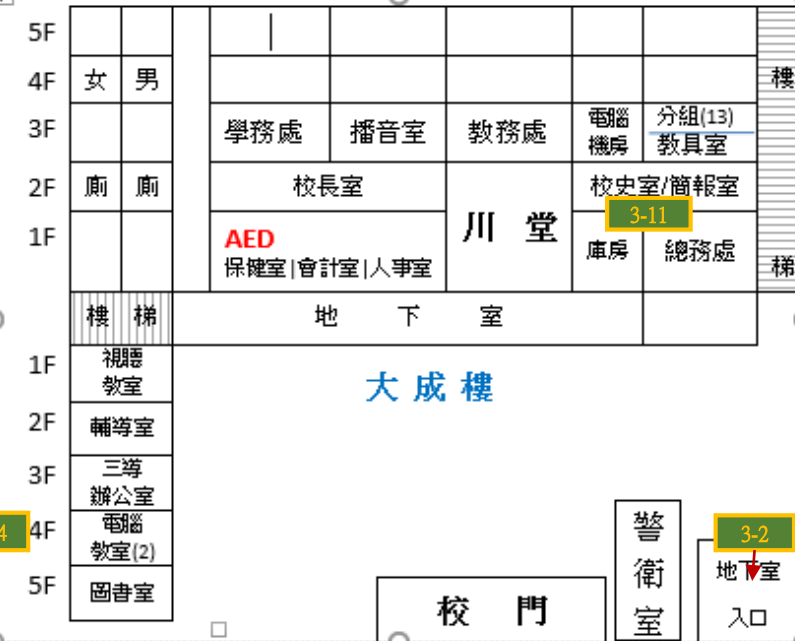 5F
4F 女 男 樓
3F 學務處 播音室 教務處 電腦 分組(13)
機房 教具室
2F 廁 廁 校長室 川 堂 校史室/簡報室
3-11
1F AED 庫房 總務處
保健室|會計室|人事室 梯
樓 梯 地 下 室
1F 視聽
教室
大成樓
2F 輔導室
3F 三導
辦公室
4 4F 電腦
教室(2)
5F 圖書室
警衛室
3-2
地下室
入口
校 門